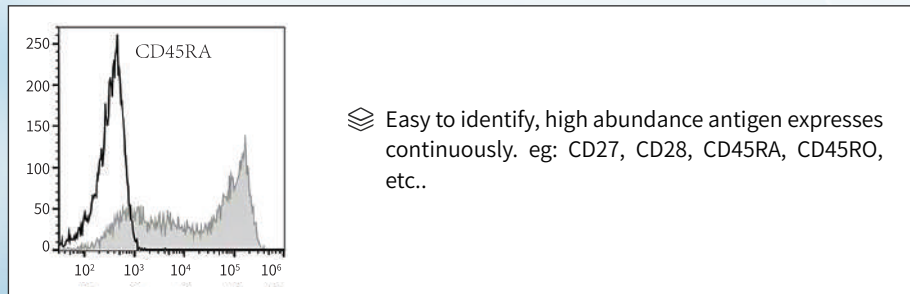 CD45RA
250
200
150
100
50
0
10² 10³ 10⁴ 10⁵ 10⁶
Easy to identify, high abundance antigen expresses
continuously. eg: CD27, CD28, CD45RA, CD45RO,
etc..